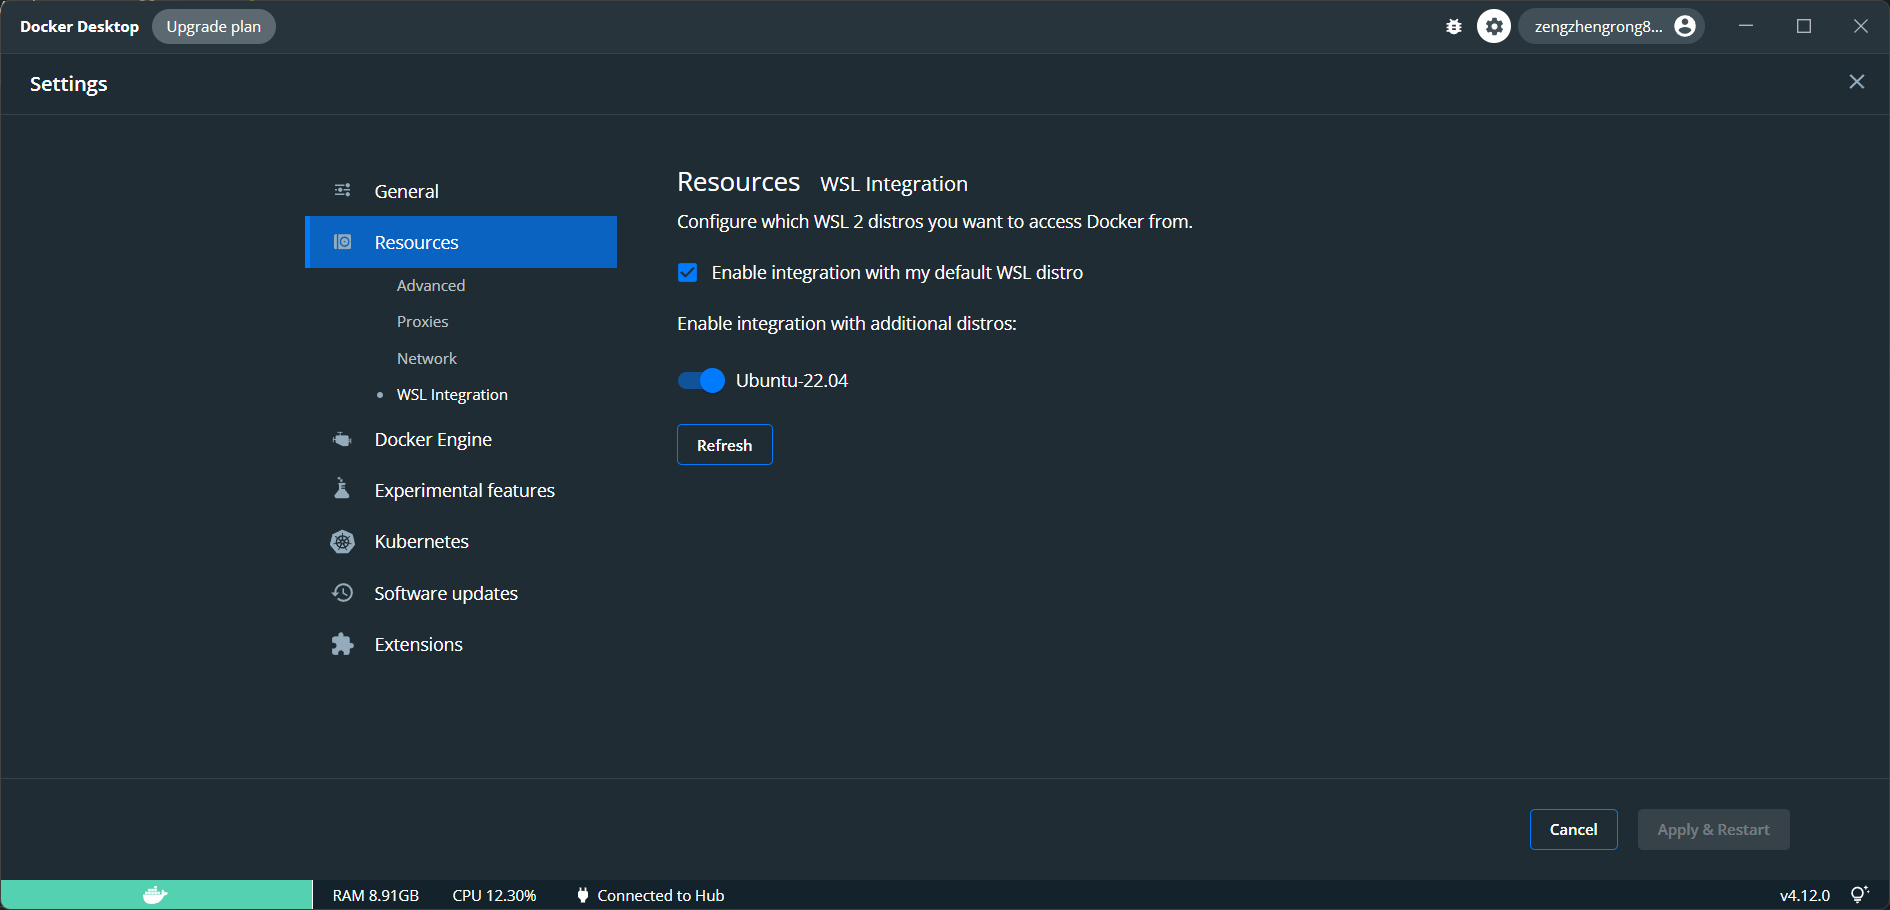 Docker Desktop Upgrade plan zengzhengrong8...
Settings
General
Resources
Advanced
Proxies
Network
WSL Integration
Docker Engine
Experimental features
Kubernetes
Software updates
Extensions
Resources WSL Integration
Configure which WSL 2 distros you want to access Docker from.
Enable integration with my default WSL distro
Enable integration with additional distros:
Ubuntu-22.04
Refresh
Cancel Apply & Restart
RAM 8.91GB CPU 12.30% Connected to Hub v4.12.0